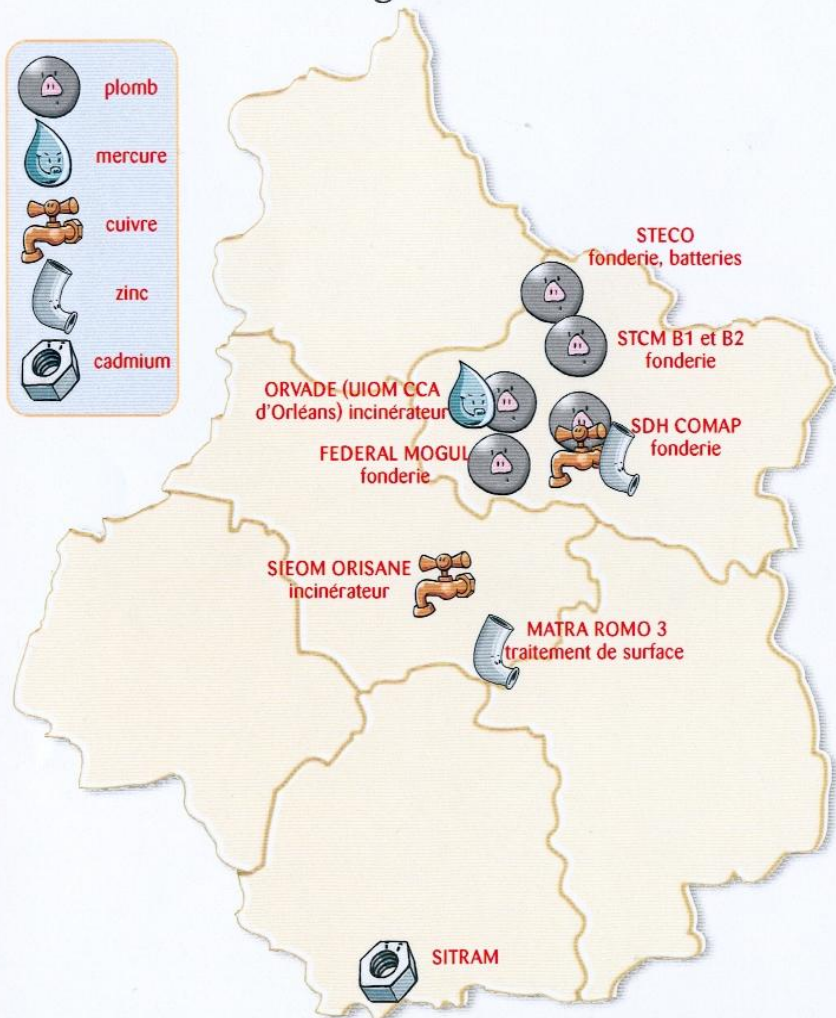 plomb
mercure
cuivre
zinc
cadmium
STECO
fonderie, batteries
STCM B1 et B2
fonderie
ORVADE (UIOM CCA
d'Orléans) incinérateur
SDH COMAP
fonderie
FEDERAL MOGUL
fonderie
SIEOM ORISANE
incinérateur
MATRA ROMO 3
traitement de surface
SITRAM